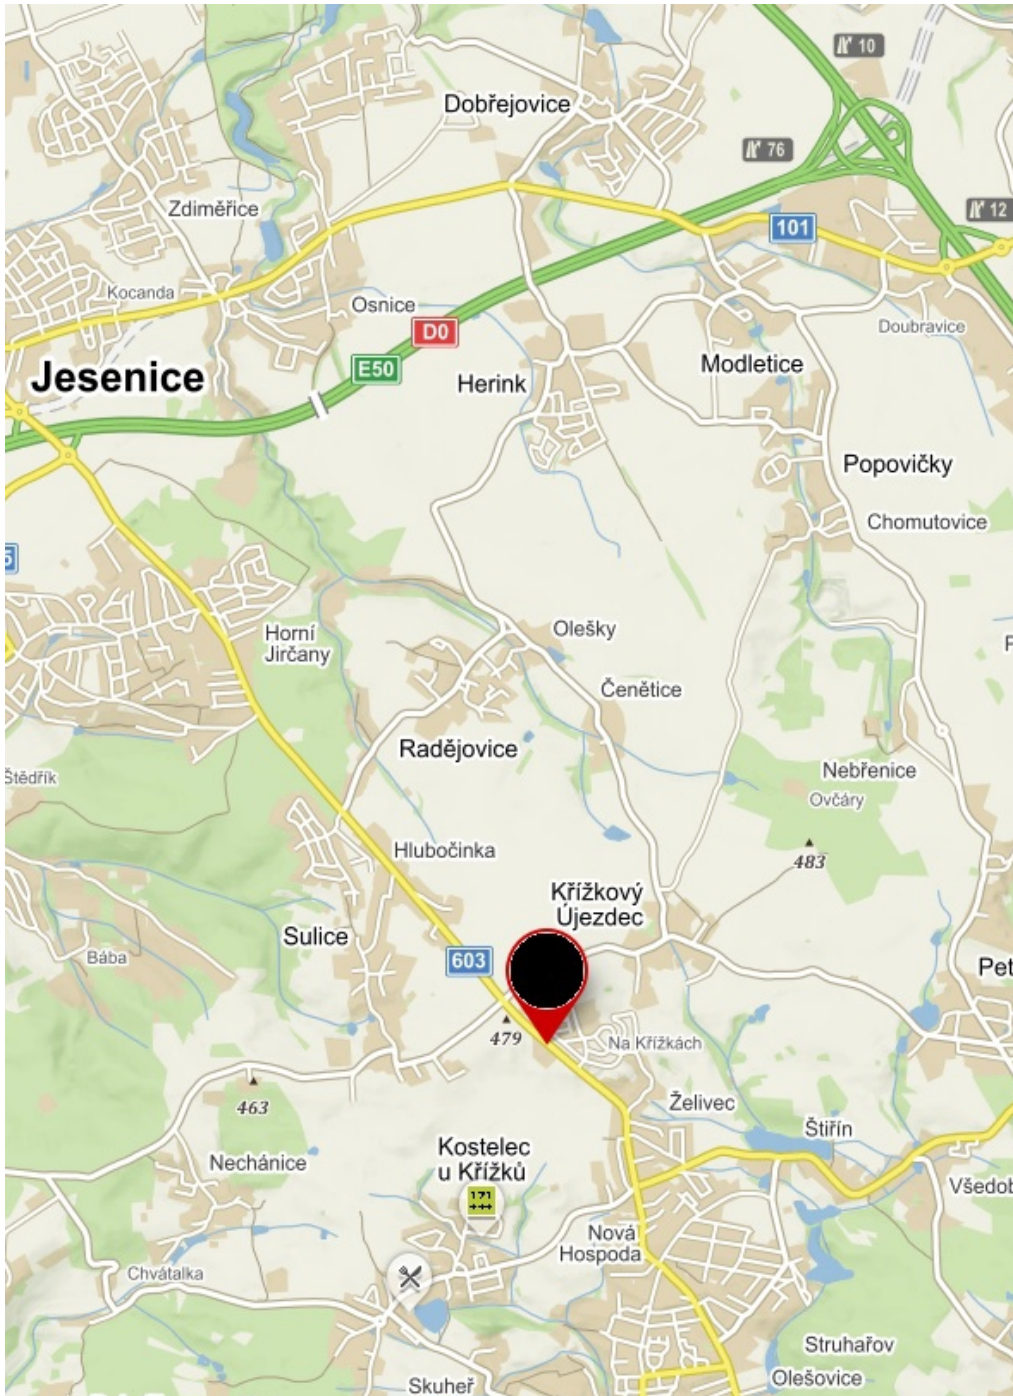 10
Dobřejovice
76
Zdiměřice
12
101
Kocanda
Osnice
Doubravice
D0
E50
Jesenice
Herink
Modletice
Popovičky
Chomutovice
5
Olešky
Horní
Jirčany
Čenětice
Radějovice
Nebřenice
Štědřík
Ovčáry
Hlubočinka
483
Křížkový
Újezdec
Sulice
Bába
603
Pet
479
Na Křížkách
463
Želivec
Štiřín
Kostelec
u Křížků
Nechánice
Všedob
Nová
Hospoda
Chvátalka
Struhařov
Olešovice
Skuheř